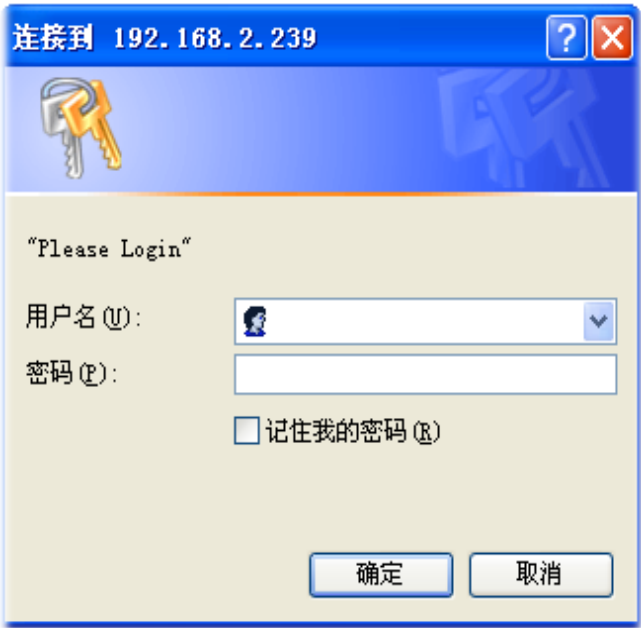 连接到 192.168.2.239
"Please Login"
用户名(U):
密码(P):
记住我的密码(R)
确定 取消